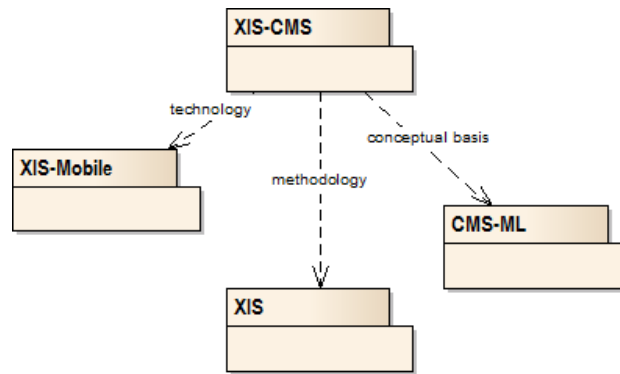 XIS-CMS
technology
conceptual basis
XIS-Mobile
methodology
CMS-ML
XIS